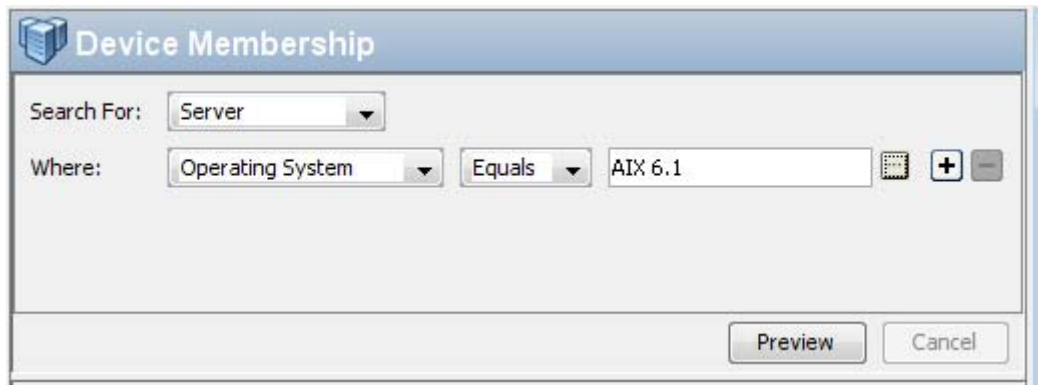 Device Membership
Search For: Server
Where: Operating System Equals AIX 6.1 + -
Preview Cancel